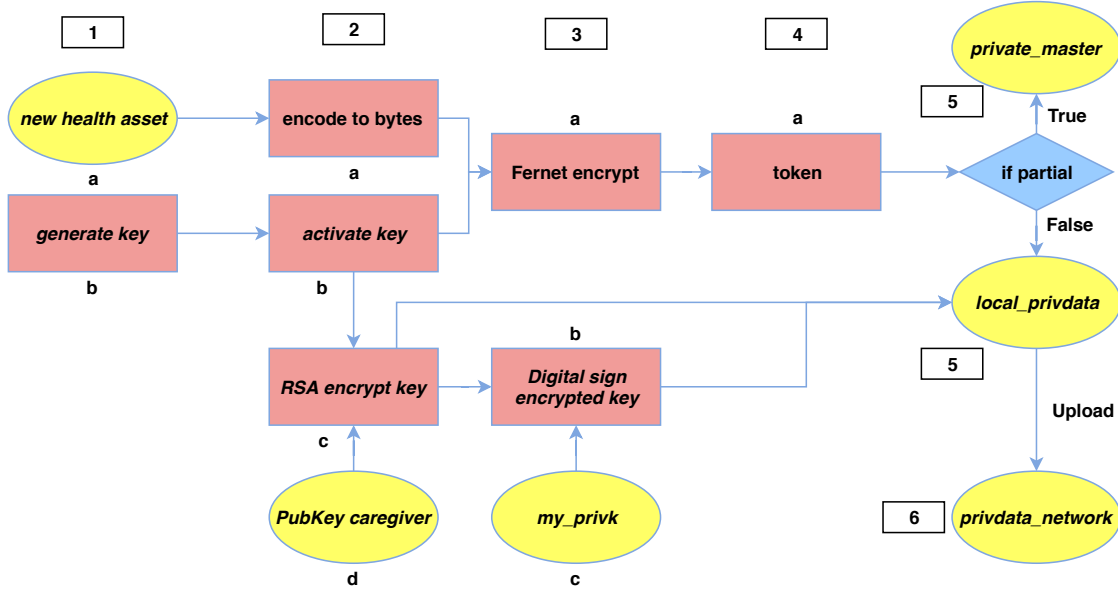 1
2
3
4
private_master
5
new health asset
a
encode to bytes
a
a
Fernet encrypt
a
token
True
if partial
False
generate key
b
activate key
b
local_privdata
5
RSA encrypt key
c
b
Digital sign
encrypted key
Upload
PubKey caregiver
d
my_privk
c
6
privdata_network